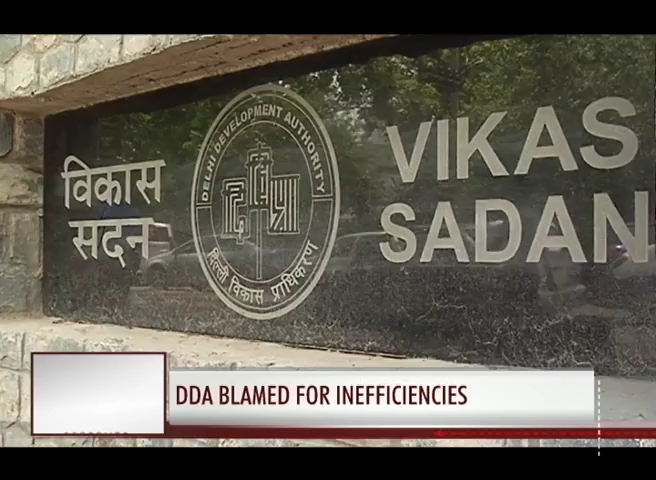 विकास
सदन
DELHI DEVELOPMENT AUTHORITY
दिल्ली विकास प्राधिकरण
VIKAS
SADAN
DDA BLAMED FOR INEFFICIENCIES